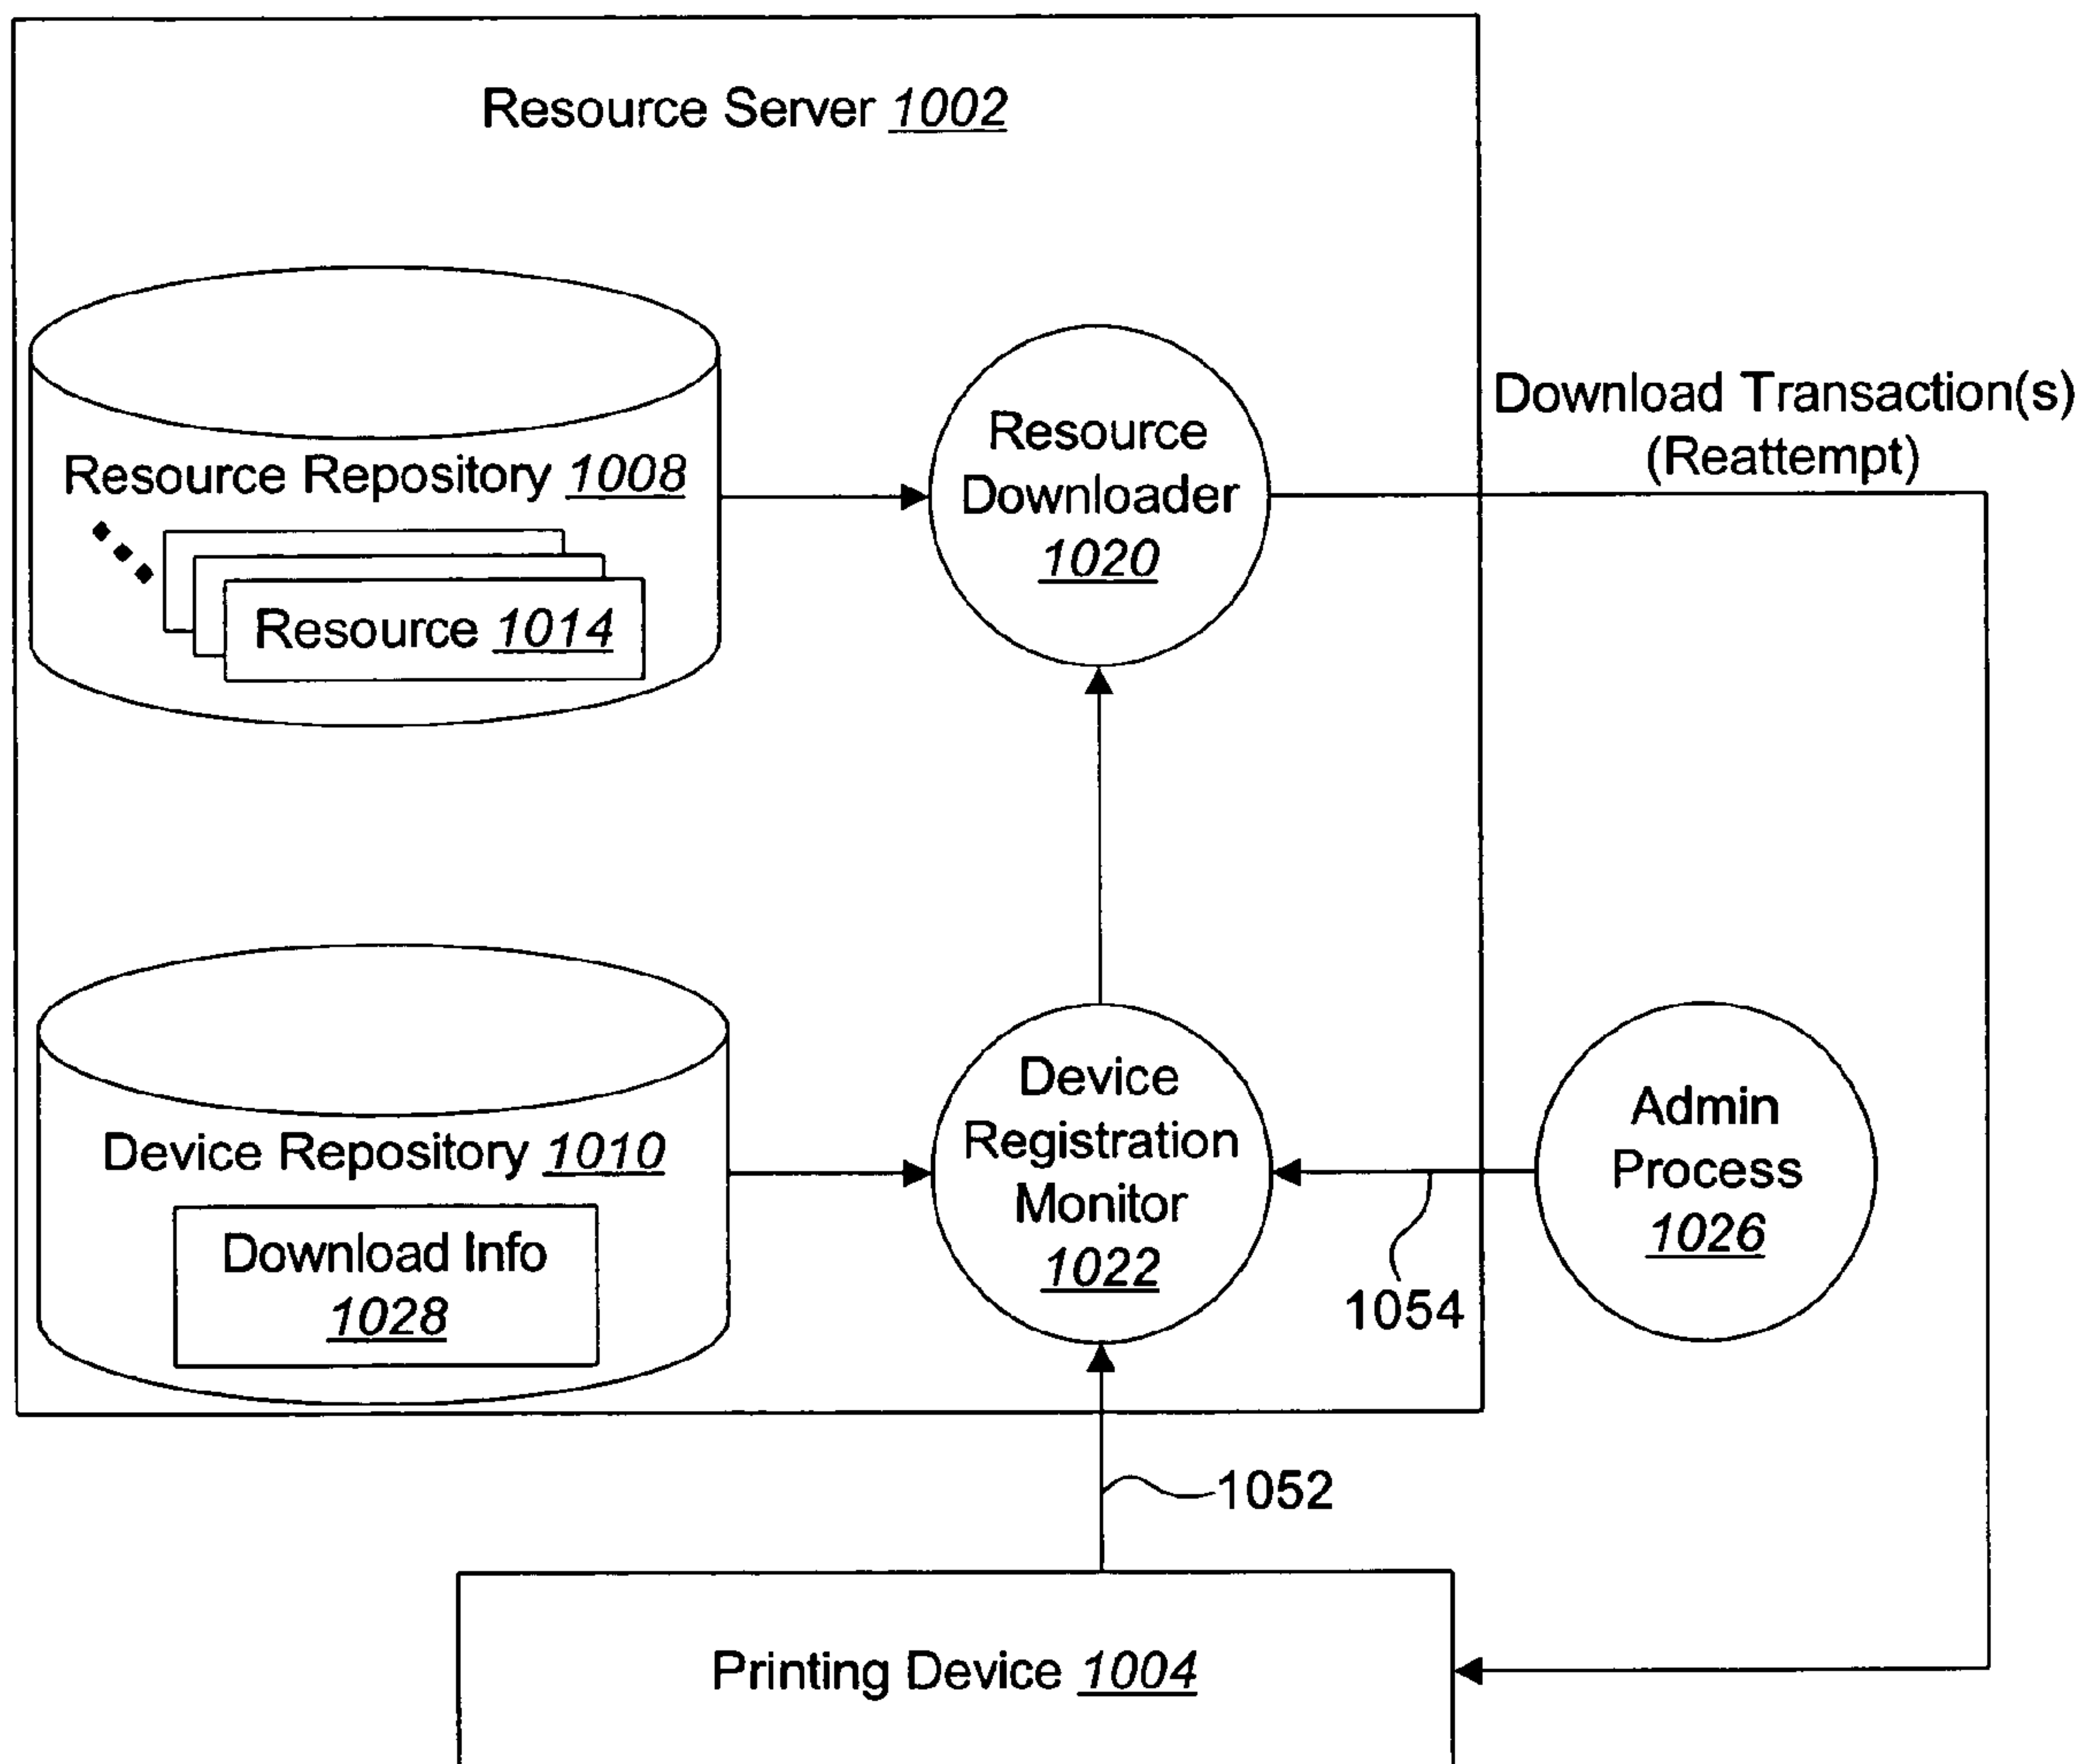 Resource Server 1002
Download Transaction(s)
(Reattempt)
Resource Repository 1008
Resource 1014
Resource
Downloader
1020
Device Repository 1010
Download Info
1028
Device
Registration
Monitor
1022
Admin
Process
1026
1054
1052
Printing Device 1004